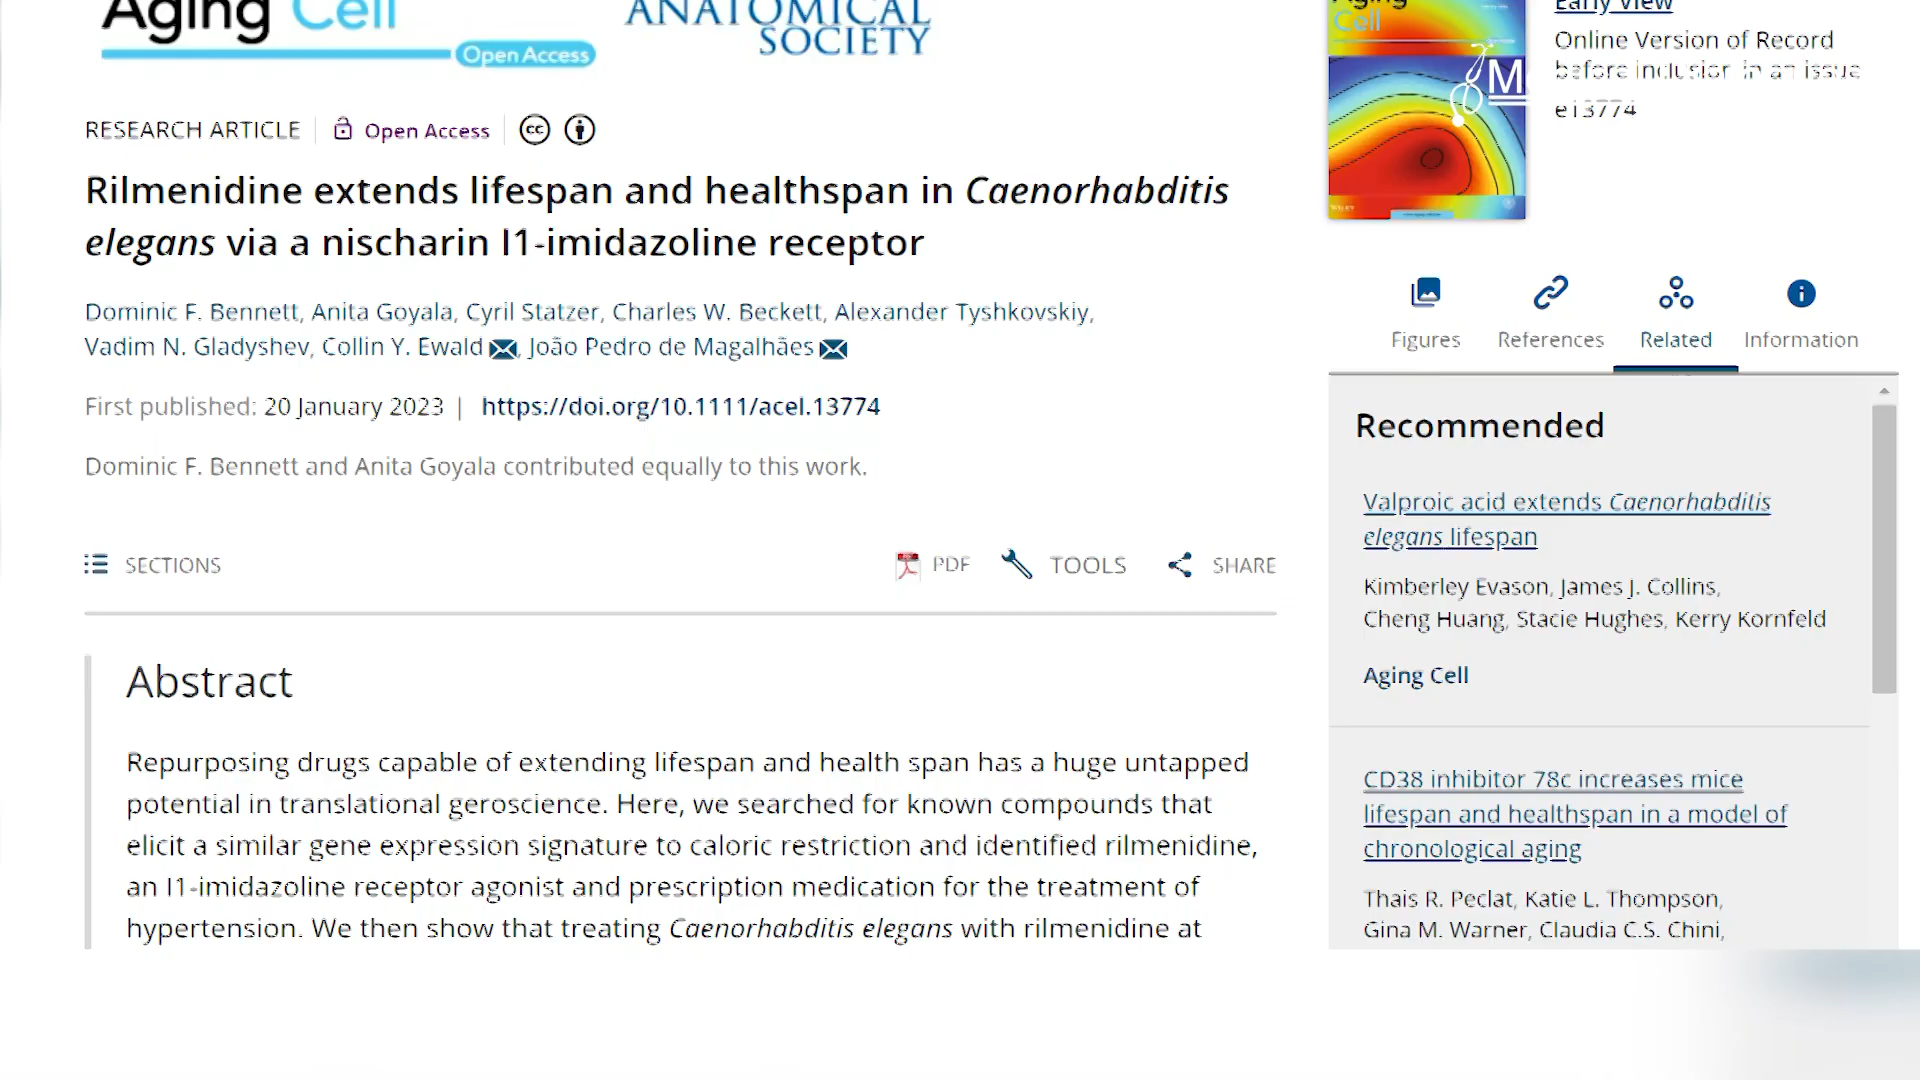 Aging Cell
Open Access
ANATOMICAL
SOCIETY
RESEARCH ARTICLE
Open Access
cc
Rilmenidine extends lifespan and healthspan in Caenorhabditis
elegans via a nischarin I1-imidazoline receptor
Dominic F. Bennett, Anita Goyala, Cyril Statzer, Charles W. Beckett, Alexander Tyshkovskiy,
Vadim N. Gladyshev, Collin Y. Ewald, João Pedro de Magalhães
First published: 20 January 2023 | https://doi.org/10.1111/acel.13774
Dominic F. Bennett and Anita Goyala contributed equally to this work.
SECTIONS
PDF
TOOLS
SHARE
Abstract
Repurposing drugs capable of extending lifespan and health span has a huge untapped
potential in translational geroscience. Here, we searched for known compounds that
elicit a similar gene expression signature to caloric restriction and identified rilmenidine,
an I1-imidazoline receptor agonist and prescription medication for the treatment of
hypertension. We then show that treating Caenorhabditis elegans with rilmenidine at
Aging
Cell
Early View
Online Version of Record
before inclusion in an issue
e13774
Figures
References
Related
Information
Recommended
Valproic acid extends Caenorhabditis
elegans lifespan
Kimberley Evason, James J. Collins,
Cheng Huang, Stacie Hughes, Kerry Kornfeld
Aging Cell
CD38 inhibitor 78c increases mice
lifespan and healthspan in a model of
chronological aging
Thais R. Peclat, Katie L. Thompson,
Gina M. Warner, Claudia C.S. Chini,